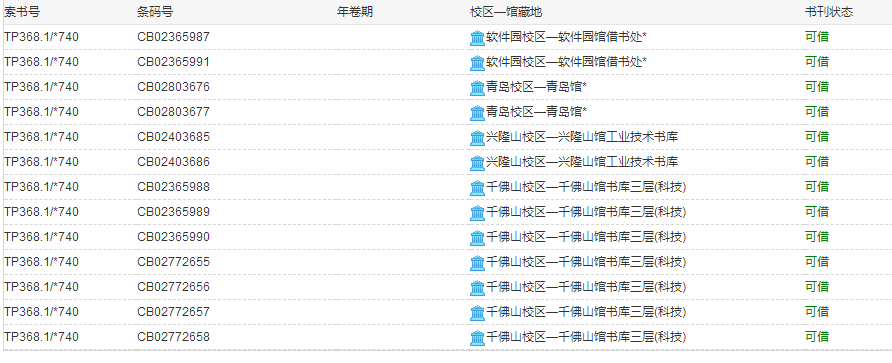 索书号 条码号 年卷期 校区—馆藏地 书刊状态
TP368.1/*740 CB02365987 软件园校区—软件园馆借书处* 可借
TP368.1/*740 CB02365991 软件园校区—软件园馆借书处* 可借
TP368.1/*740 CB02803676 青岛校区—青岛馆* 可借
TP368.1/*740 CB02803677 青岛校区—青岛馆* 可借
TP368.1/*740 CB02403685 兴隆山校区—兴隆山馆工业技术书库 可借
TP368.1/*740 CB02403686 兴隆山校区—兴隆山馆工业技术书库 可借
TP368.1/*740 CB02365988 千佛山校区—千佛山馆书库三层(科技) 可借
TP368.1/*740 CB02365989 千佛山校区—千佛山馆书库三层(科技) 可借
TP368.1/*740 CB02365990 千佛山校区—千佛山馆书库三层(科技) 可借
TP368.1/*740 CB02772655 千佛山校区—千佛山馆书库三层(科技) 可借
TP368.1/*740 CB02772656 千佛山校区—千佛山馆书库三层(科技) 可借
TP368.1/*740 CB02772657 千佛山校区—千佛山馆书库三层(科技) 可借
TP368.1/*740 CB02772658 千佛山校区—千佛山馆书库三层(科技) 可借